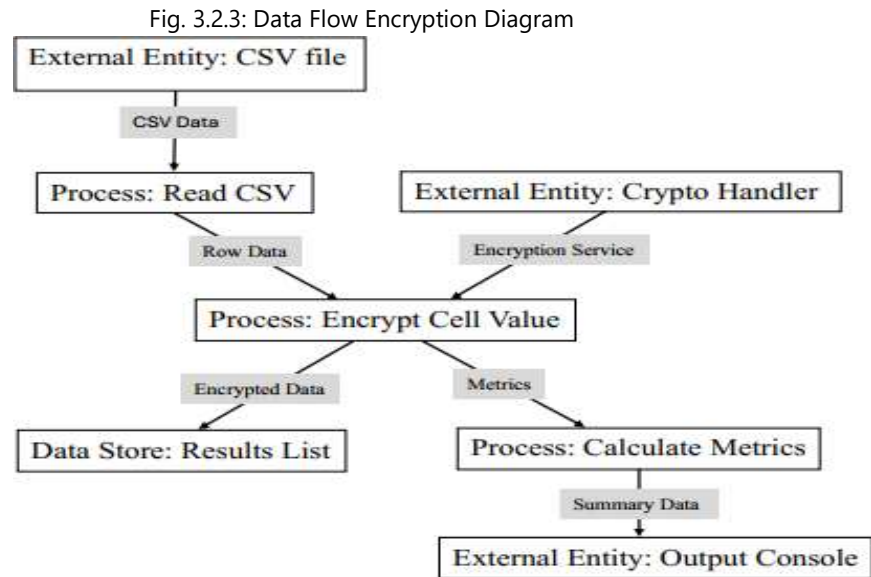 Fig. 3.2.3: Data Flow Encryption Diagram
External Entity: CSV file
CSV Data
Process: Read CSV
External Entity: Crypto Handler
Row Data
Encryption Service
Process: Encrypt Cell Value
Encrypted Data
Metrics
Data Store: Results List
Process: Calculate Metrics
Summary Data
External Entity: Output Console